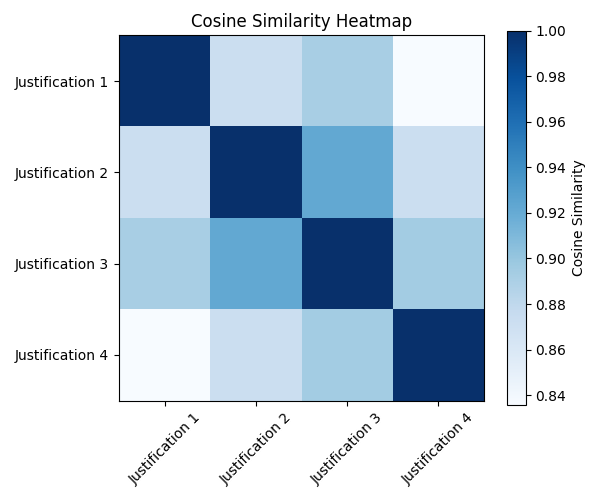 Cosine Similarity Heatmap
Justification 1
Justification 2
Justification 3
Justification 4
Justification 1
Justification 2
Justification 3
Justification 4
1.00
0.98
0.96
0.94
0.92
0.90
0.88
0.86
0.84
Cosine Similarity